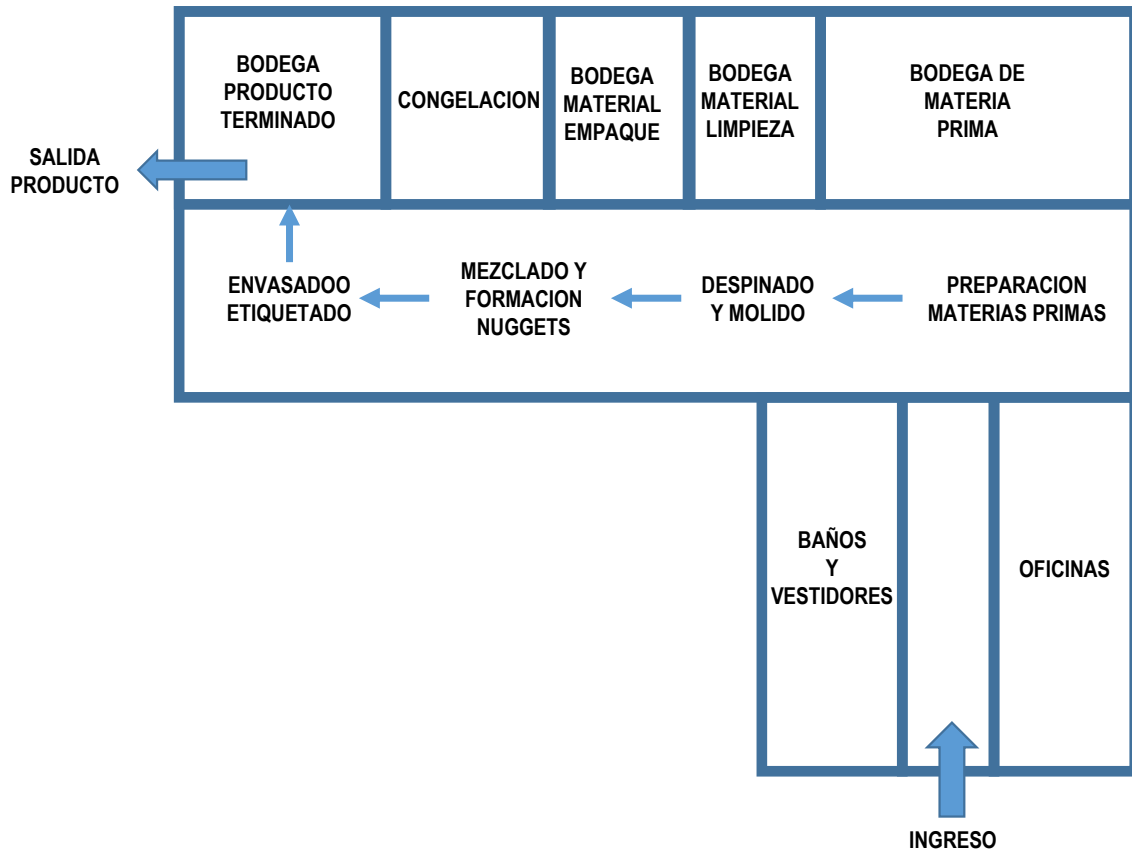 BODEGA
PRODUCTO
TERMINADO
CONGELACION
BODEGA
MATERIAL
EMPAQUE
BODEGA
MATERIAL
LIMPIEZA
BODEGA DE
MATERIA
PRIMA
SALIDA
PRODUCTO
ENVASADOO
ETIQUETADO
MEZCLADO Y
FORMACION
NUGGETS
DESPINADO
Y MOLIDO
PREPARACION
MATERIAS PRIMAS
BAÑOS
Y
VESTIDORES
OFICINAS
INGRESO